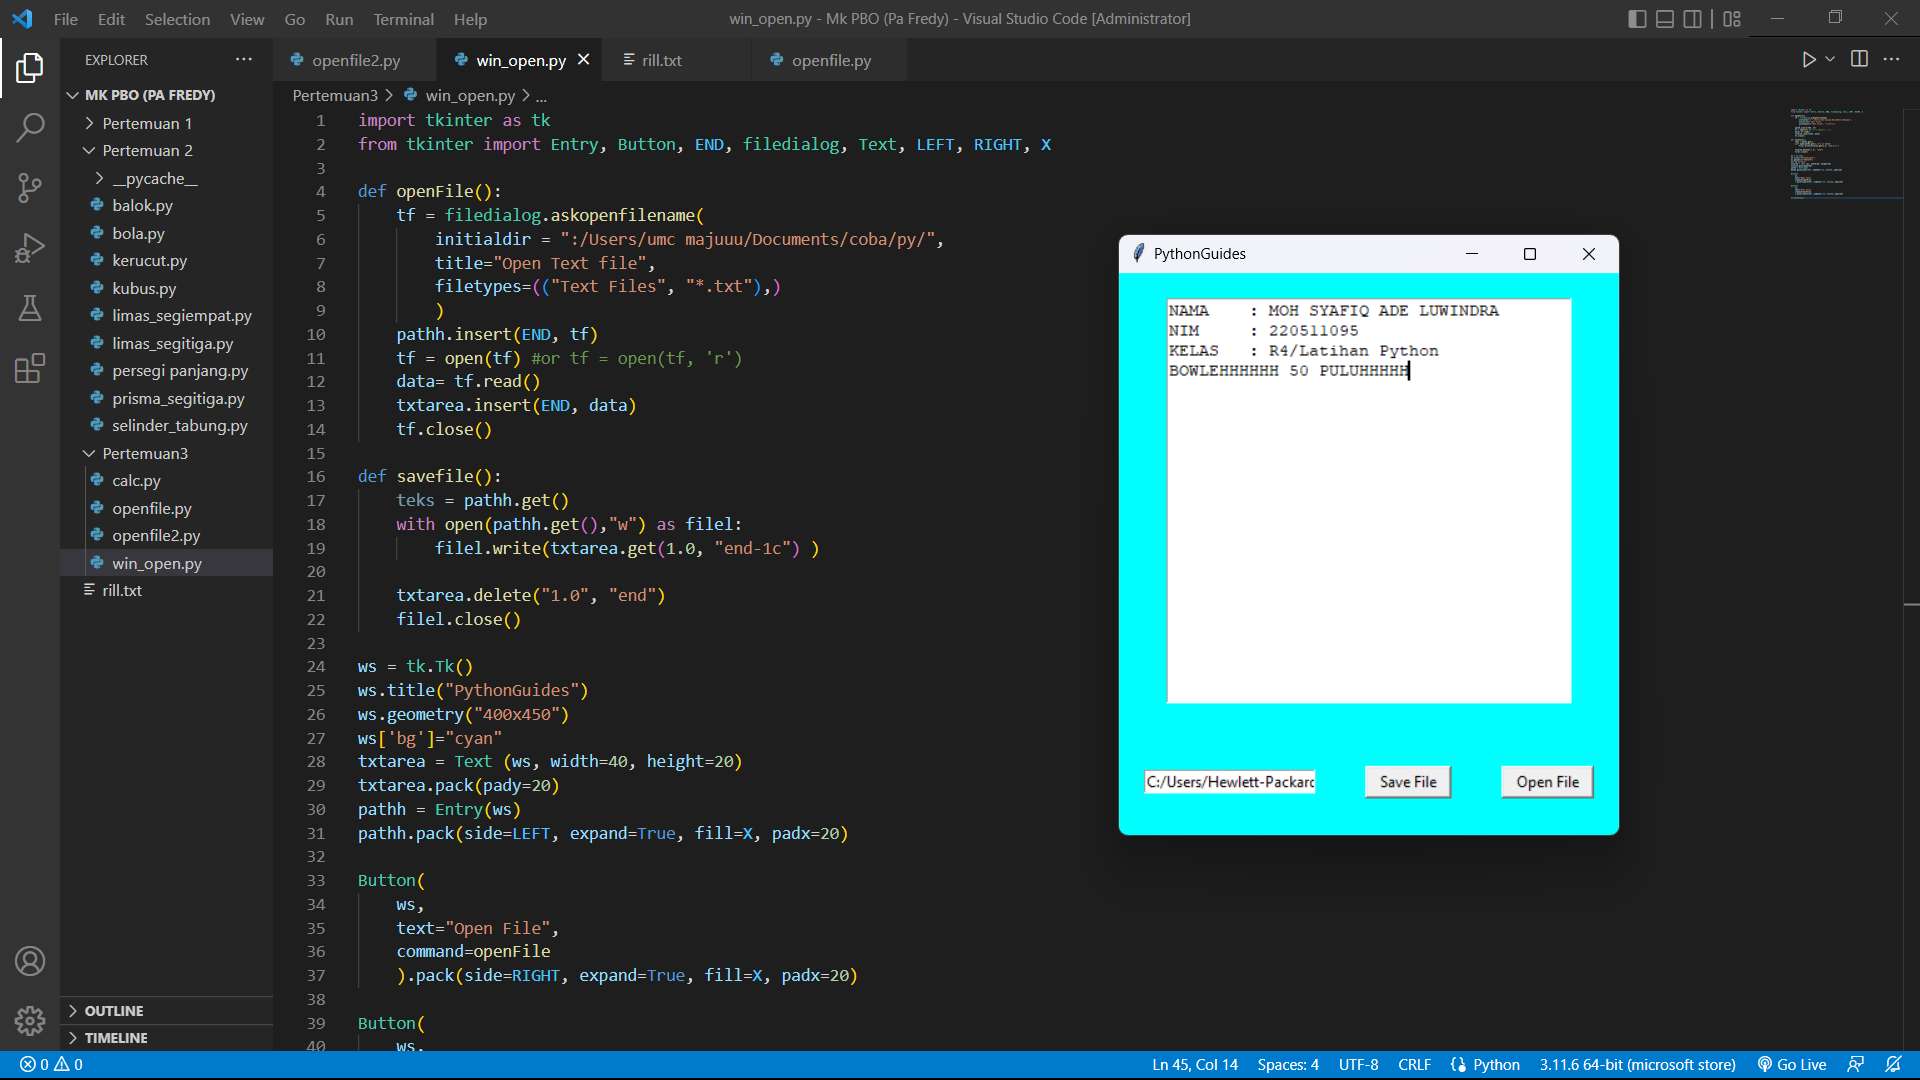 File Edit Selection View Go Run Terminal Help
win_open.py - Mk PBO (Pa Fredy) - Visual Studio Code [Administrator]
EXPLORER
MK PBO (PA FREDY)
Pertemuan 1
Pertemuan 2
__pycache__
balok.py
bola.py
kerucut.py
kubus.py
limas_segiempat.py
limas_segitiga.py
persegi panjang.py
prisma_segitiga.py
selinder_tabung.py
Pertemuan3
calc.py
openfile.py
openfile2.py
win_open.py
rill.txt
OUTLINE
TIMELINE
openfile2.py win_open.py rill.txt openfile.py
Pertemuan3 > win_open.py > ...
1 import tkinter as tk
2 from tkinter import Entry, Button, END, filedialog, Text, LEFT, RIGHT, X
3
4 def openFile():
5 tf = filedialog.askopenfilename(
6 initialdir = ":/Users/umc majuuu/Documents/coba/py/",
7 title="Open Text file",
8 filetypes=(("Text Files", "*.txt"),)
9 )
10 pathh.insert(END, tf)
11 tf = open(tf) #or tf = open(tf, 'r')
12 data= tf.read()
13 txtarea.insert(END, data)
14 tf.close()
15
16 def savefile():
17 teks = pathh.get()
18 with open(pathh.get(),"w") as filel:
19 filel.write(txtarea.get(1.0, "end-1c") )
20
21 txtarea.delete("1.0", "end")
22 filel.close()
23
24 ws = tk.Tk()
25 ws.title("PythonGuides")
26 ws.geometry("400x450")
27 ws['bg']="cyan"
28 txtarea = Text (ws, width=40, height=20)
29 txtarea.pack(pady=20)
30 pathh = Entry(ws)
31 pathh.pack(side=LEFT, expand=True, fill=X, padx=20)
32
33 Button(
34 ws,
35 text="Open File",
36 command=openFile
37 ).pack(side=RIGHT, expand=True, fill=X, padx=20)
38
39 Button(
40 ws,
PythonGuides
NAMA : MOH SYAFIQ ADE LUWINDRA
NIM : 220511095
KELAS : R4/Latihan Python
BOWLEHHHHHH 50 PULUHHHHH
C:/Users/Hewlett-Packard Save File Open File
0 0 Ln 45, Col 14 Spaces: 4 UTF-8 CRLF Python 3.11.6 64-bit (microsoft store) Go Live